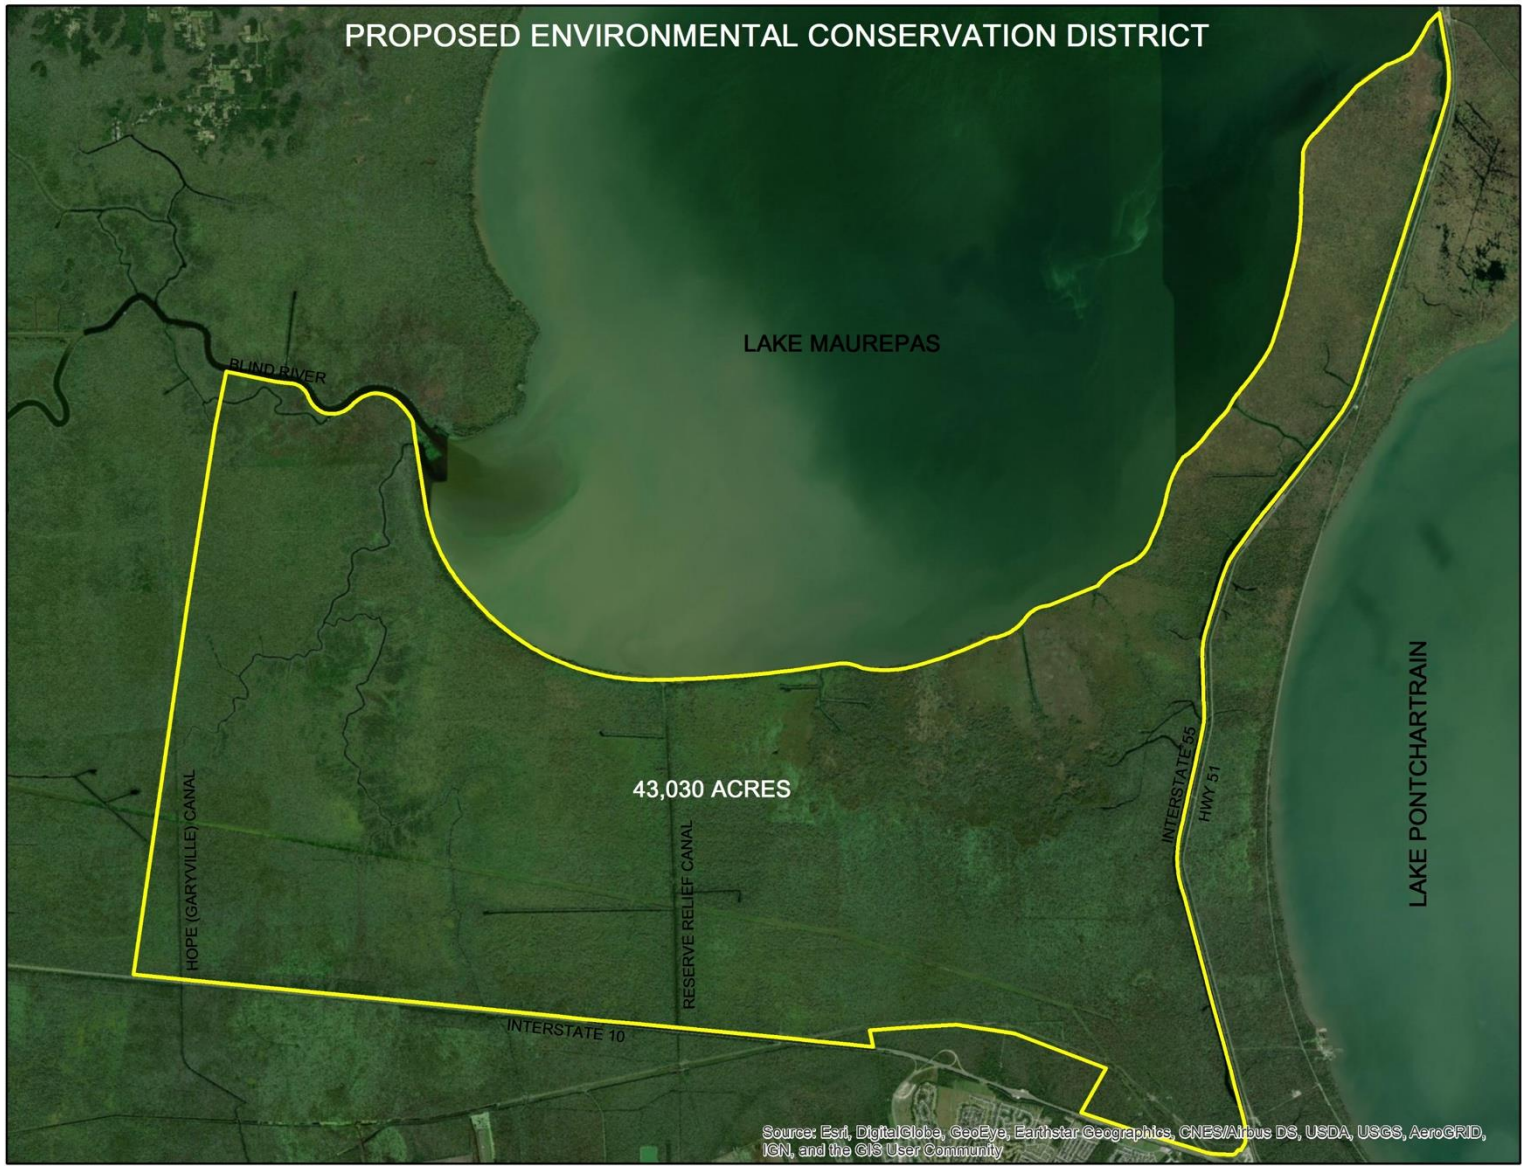 PROPOSED ENVIRONMENTAL CONSERVATION DISTRICT
LAKE MAUREPAS
BLIND RIVER
LAKE PONTCHARTRAIN
INTERSTATE 55
HWY 51
43,030 ACRES
HOPE (GARYVILLE) CANAL
RESERVE RELIEF CANAL
INTERSTATE 10
Source: Esri, DigitalGlobe, GeoEye, Earthstar Geographics, CNES/Airbus DS, USDA, USGS, AeroGRID,
IGN, and the GIS User Community